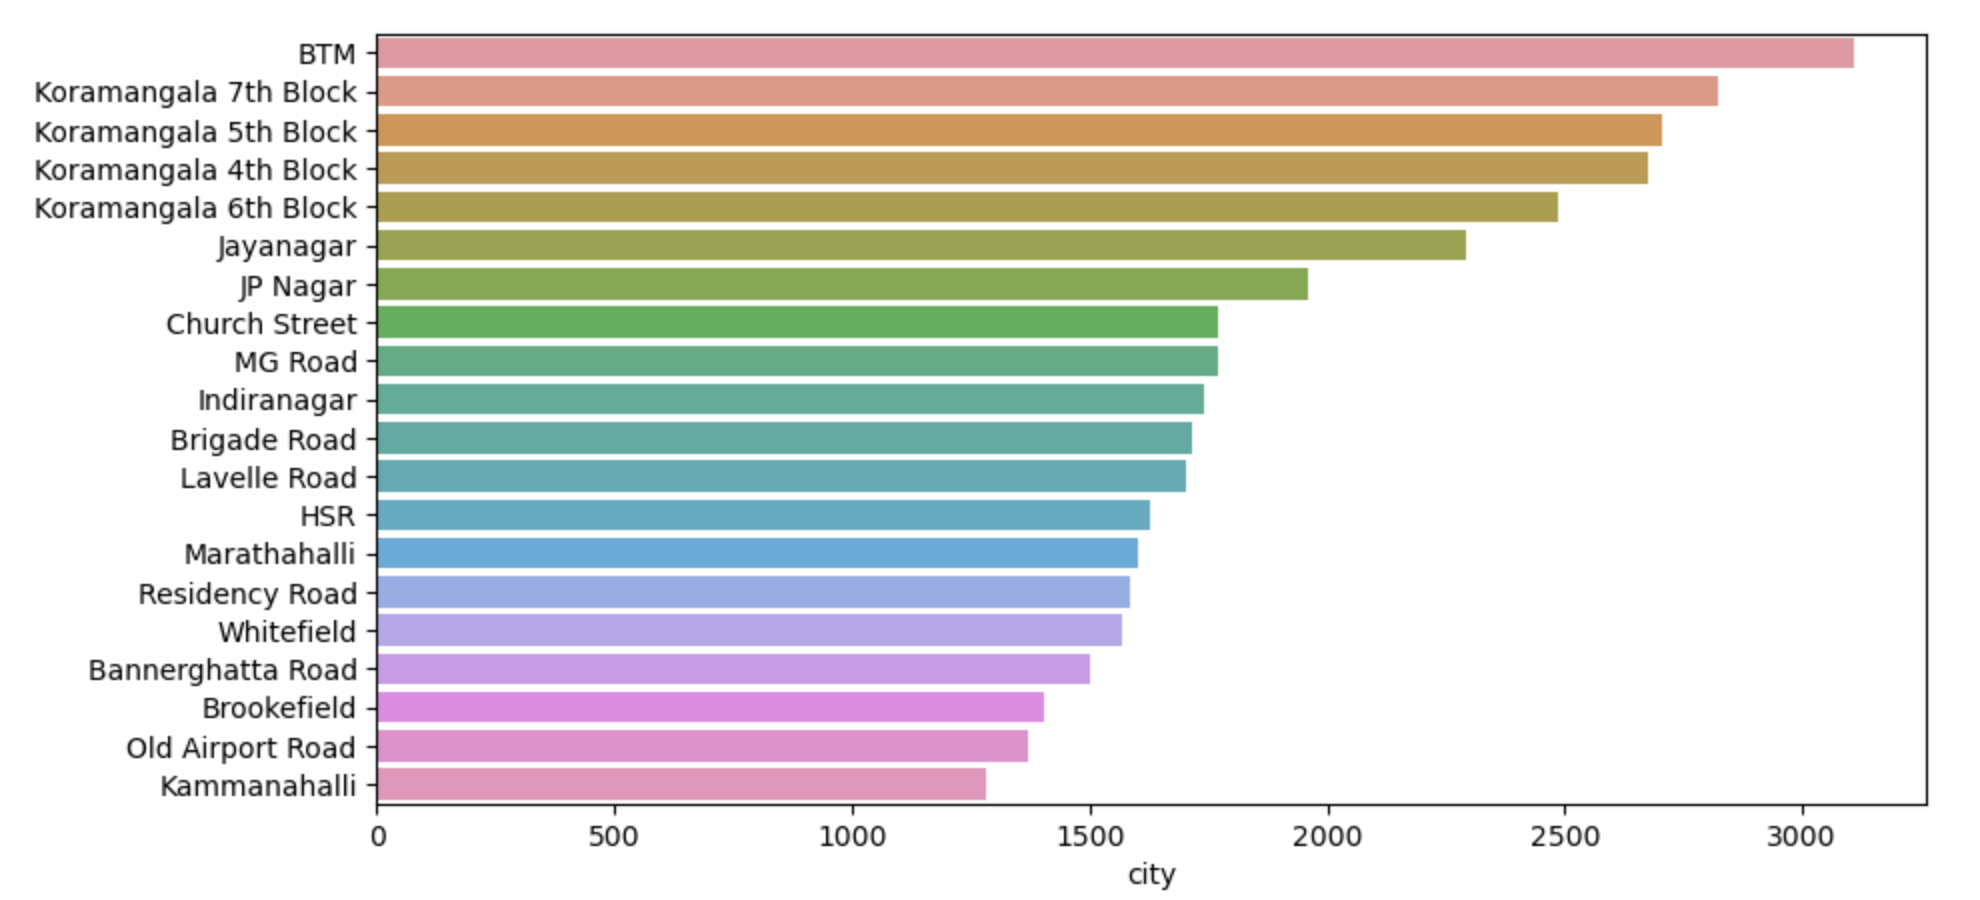 BTM
Koramangala 7th Block
Koramangala 5th Block
Koramangala 4th Block
Koramangala 6th Block
Jayanagar
JP Nagar
Church Street
MG Road
Indiranagar
Brigade Road
Lavelle Road
HSR
Marathahalli
Residency Road
Whitefield
Bannerghatta Road
Brookefield
Old Airport Road
Kammanahalli
0 500 1000 1500 2000 2500 3000
city